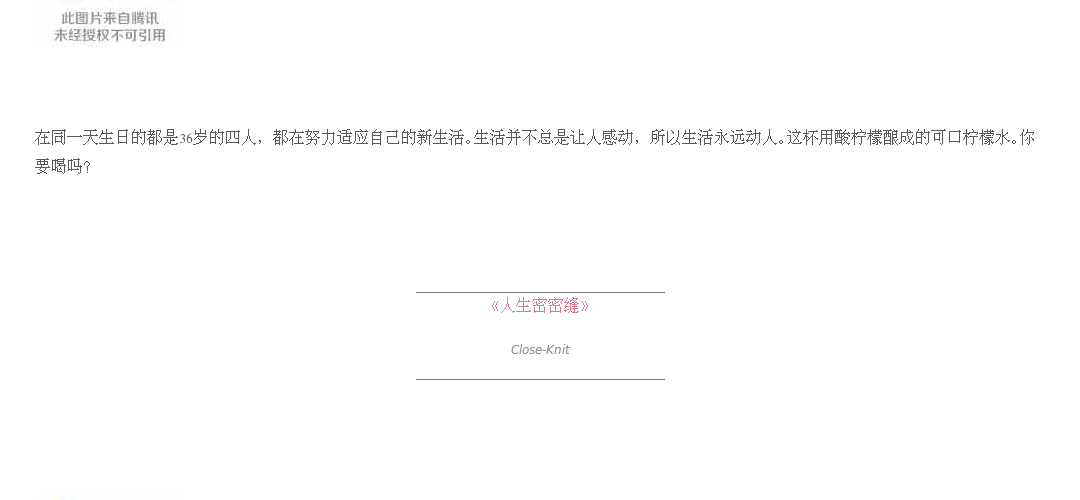 此图片来自腾讯
未经授权不可引用
在同一天生日的都是36岁的四人，都在努力适应自己的新生活。生活并不总是让人感动，所以生活永远动人。这杯用酸柠檬酿成的可口柠檬水。你
要喝吗?
《人生密密缝》
Close-Knit